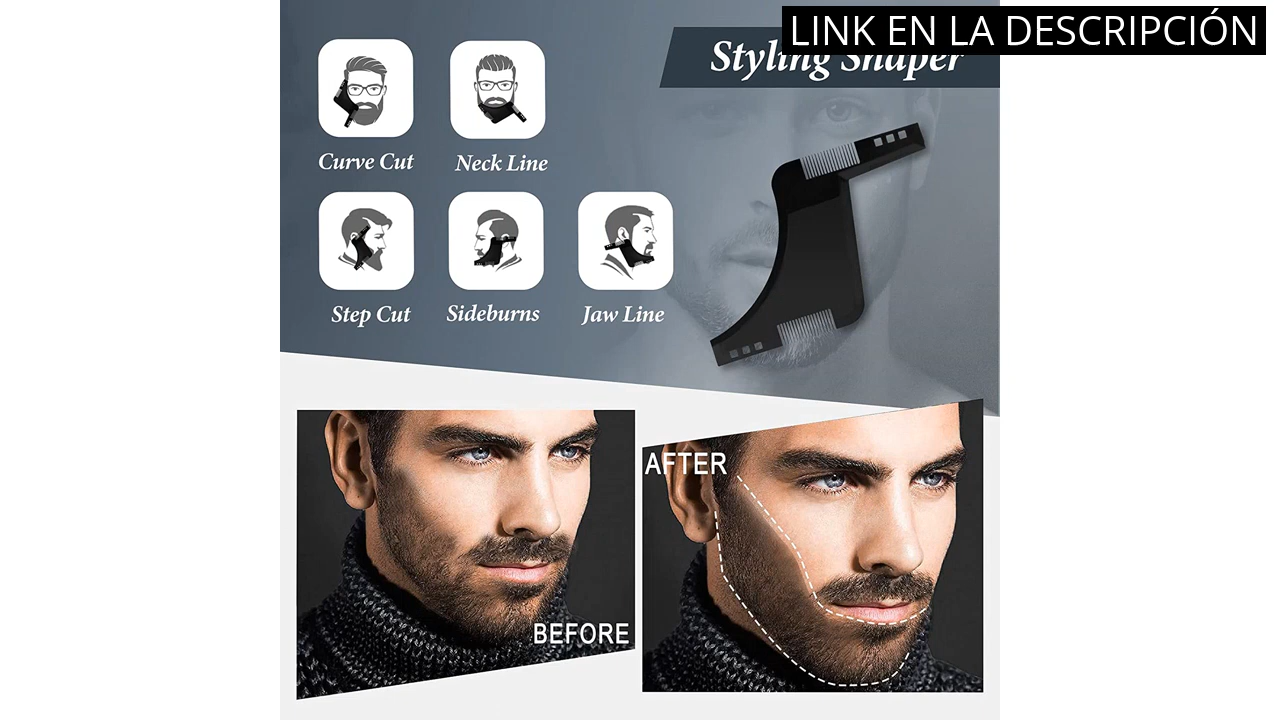 LINK EN LA DESCRIPCIÓN
Styling Shaper
Curve Cut
Neck Line
Step Cut
Sideburns
Jaw Line
AFTER
BEFORE